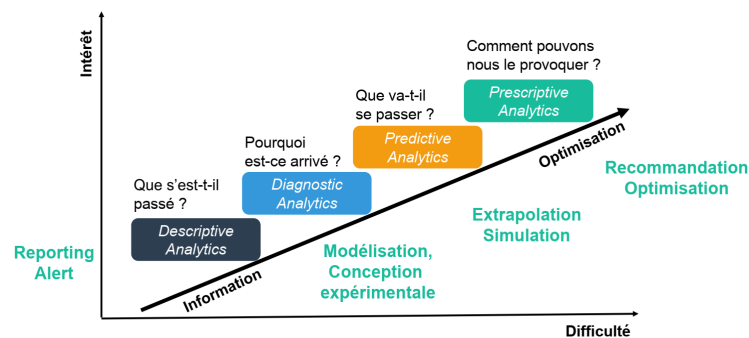 Intérêt
Comment pouvons
nous le provoquer ?
Prescriptive
Analytics
Que va-t-il
se passer ?
Predictive
Analytics
Optimisation
Pourquoi
est-ce arrivé ?
Diagnostic
Analytics
Recommandation
Optimisation
Que s’est-t-il
passé ?
Descriptive
Analytics
Extrapolation
Simulation
Reporting
Alert
Modélisation,
Conception
expérimentale
Information
Difficulté